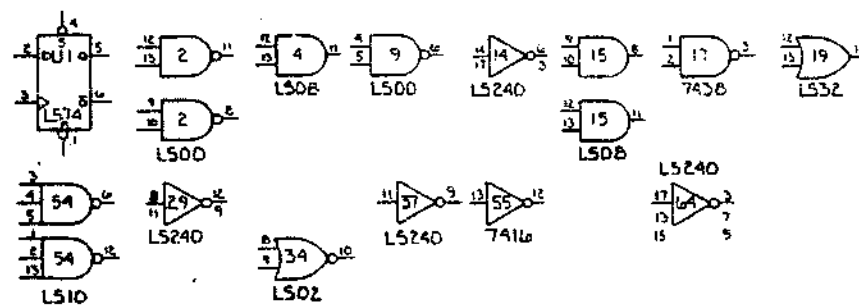 4
2 D U1 Q 5
S
3 Q 6
LS74
1
12 13 2 11
9 10 2 8
LS00
12 13 4 11
LS08
4 5 9 6
LS00
14 17 14 6 3
LS240
9 10 15 8
12 13 15 11
LS08
1 2 17 3
7438
12 13 19
LS32
3 4 5 54 6
1 2 13 54 12
LS10
8 11 29 12 9
LS240
8 9 34 10
LS02
11 37 9
LS240
13 55 12
7416
LS240
17 64 3
13 7
15 5